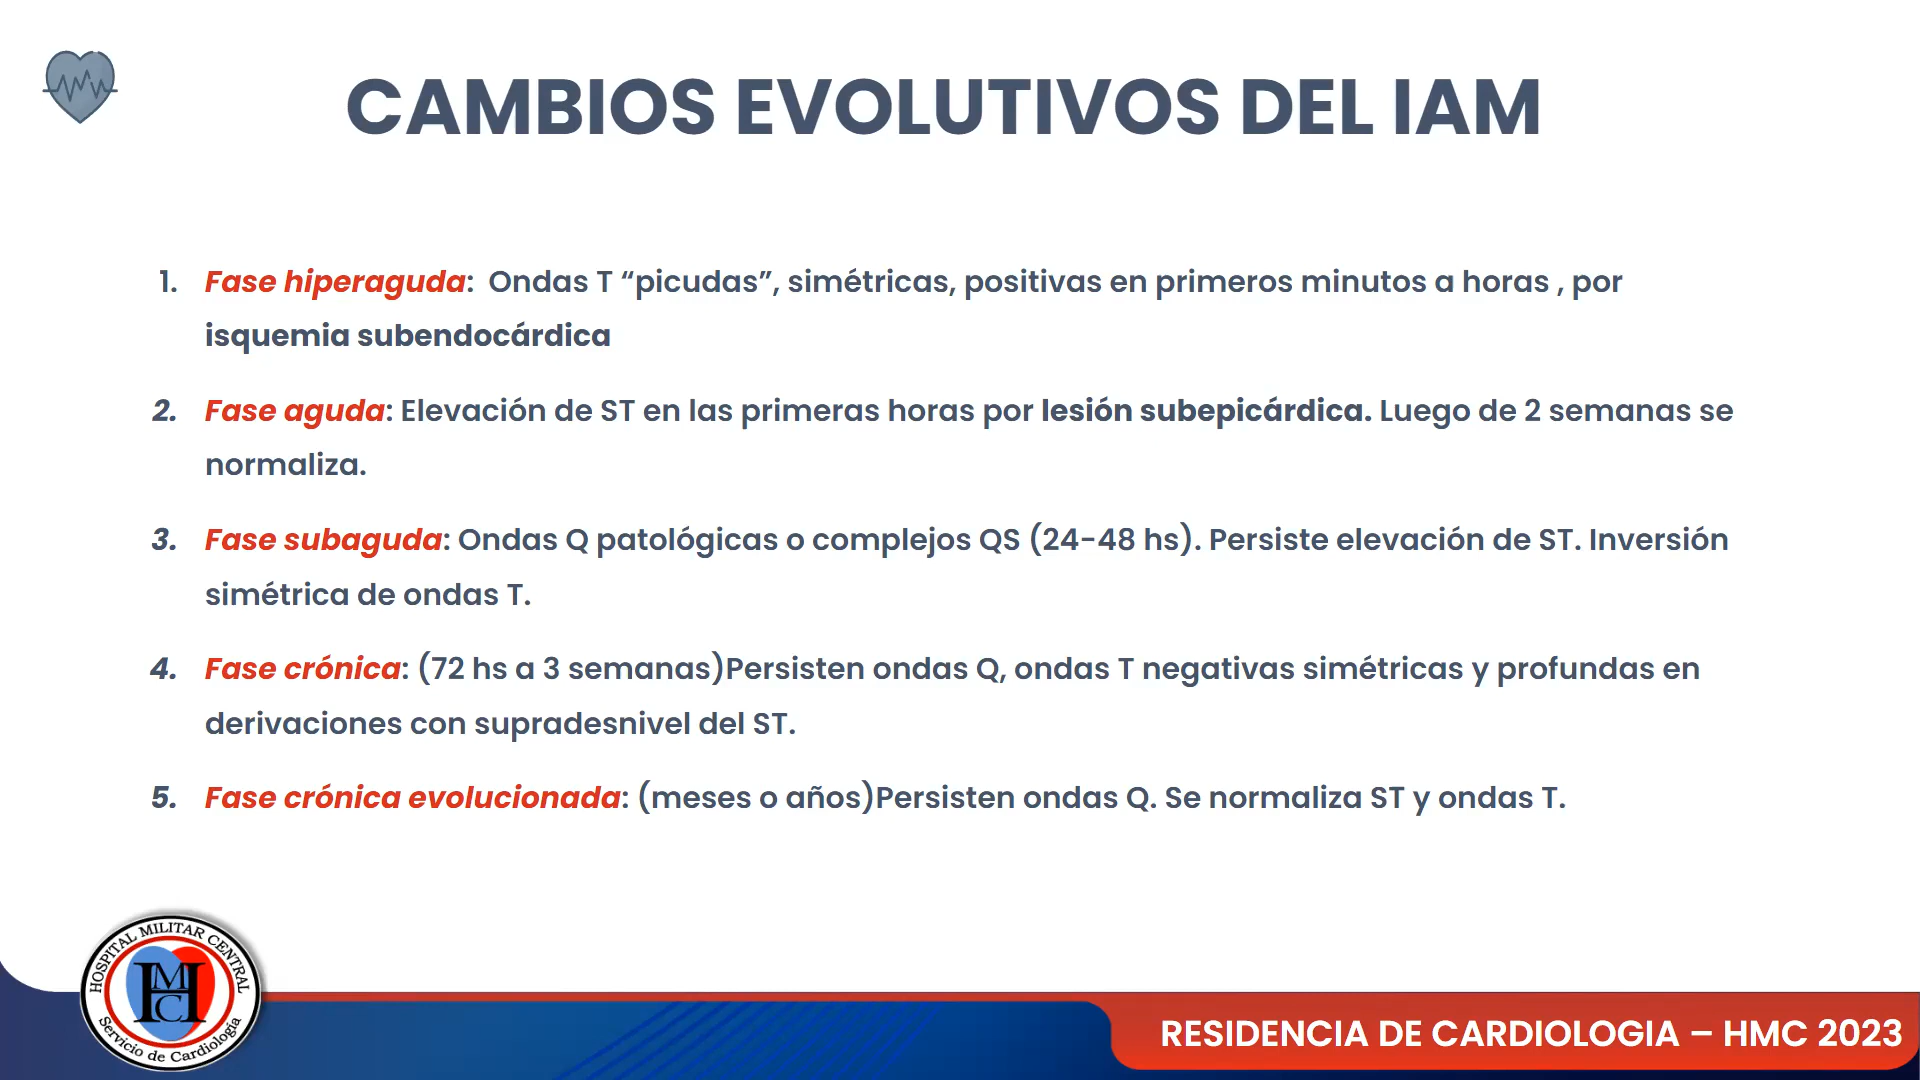 CAMBIOS EVOLUTIVOS DEL IAM
1. Fase hiperaguda: Ondas T “picudas”, simétricas, positivas en primeros minutos a horas , por
isquemia subendocárdica
2. Fase aguda: Elevación de ST en las primeras horas por lesión subepicárdica. Luego de 2 semanas se
normaliza.
3. Fase subaguda: Ondas Q patológicas o complejos QS (24-48 hs). Persiste elevación de ST. Inversión
simétrica de ondas T.
4. Fase crónica: (72 hs a 3 semanas)Persisten ondas Q, ondas T negativas simétricas y profundas en
derivaciones con supradesnivel del ST.
5. Fase crónica evolucionada: (meses o años)Persisten ondas Q. Se normaliza ST y ondas T.
HOSPITAL MILITAR CENTRAL
HMC
Servicio de Cardiología
RESIDENCIA DE CARDIOLOGIA – HMC 2023